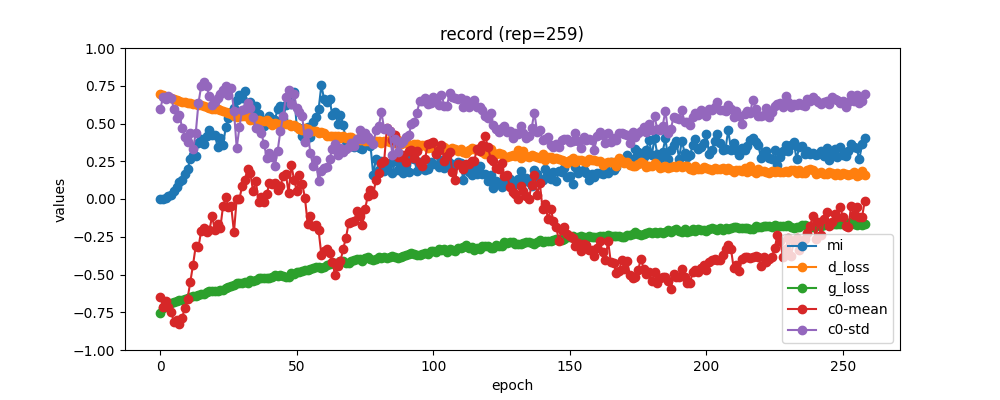 record (rep=259)
1.00
0.75
0.50
0.25
0.00
−0.25
−0.50
−0.75
−1.00
values
0
50
100
150
200
250
epoch
mi
d_loss
g_loss
c0-mean
c0-std